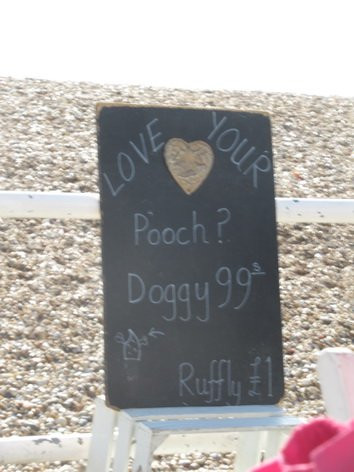 LOVE YOUR
Pooch?
Doggy 99s
Ruffly £1